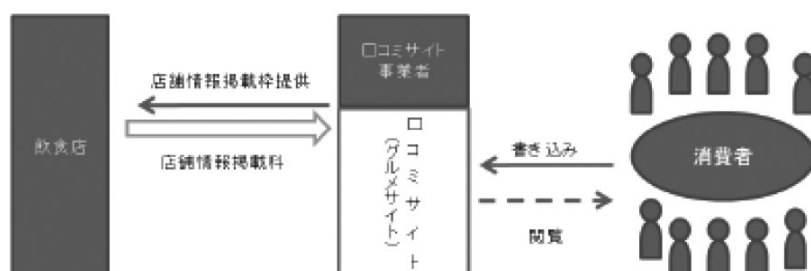 飲食店
店舗情報掲載枠提供
店舗情報掲載料
口コミサイト
事業者
口コミサイト
(グルメサイト)
書き込み
閲覧
消費者